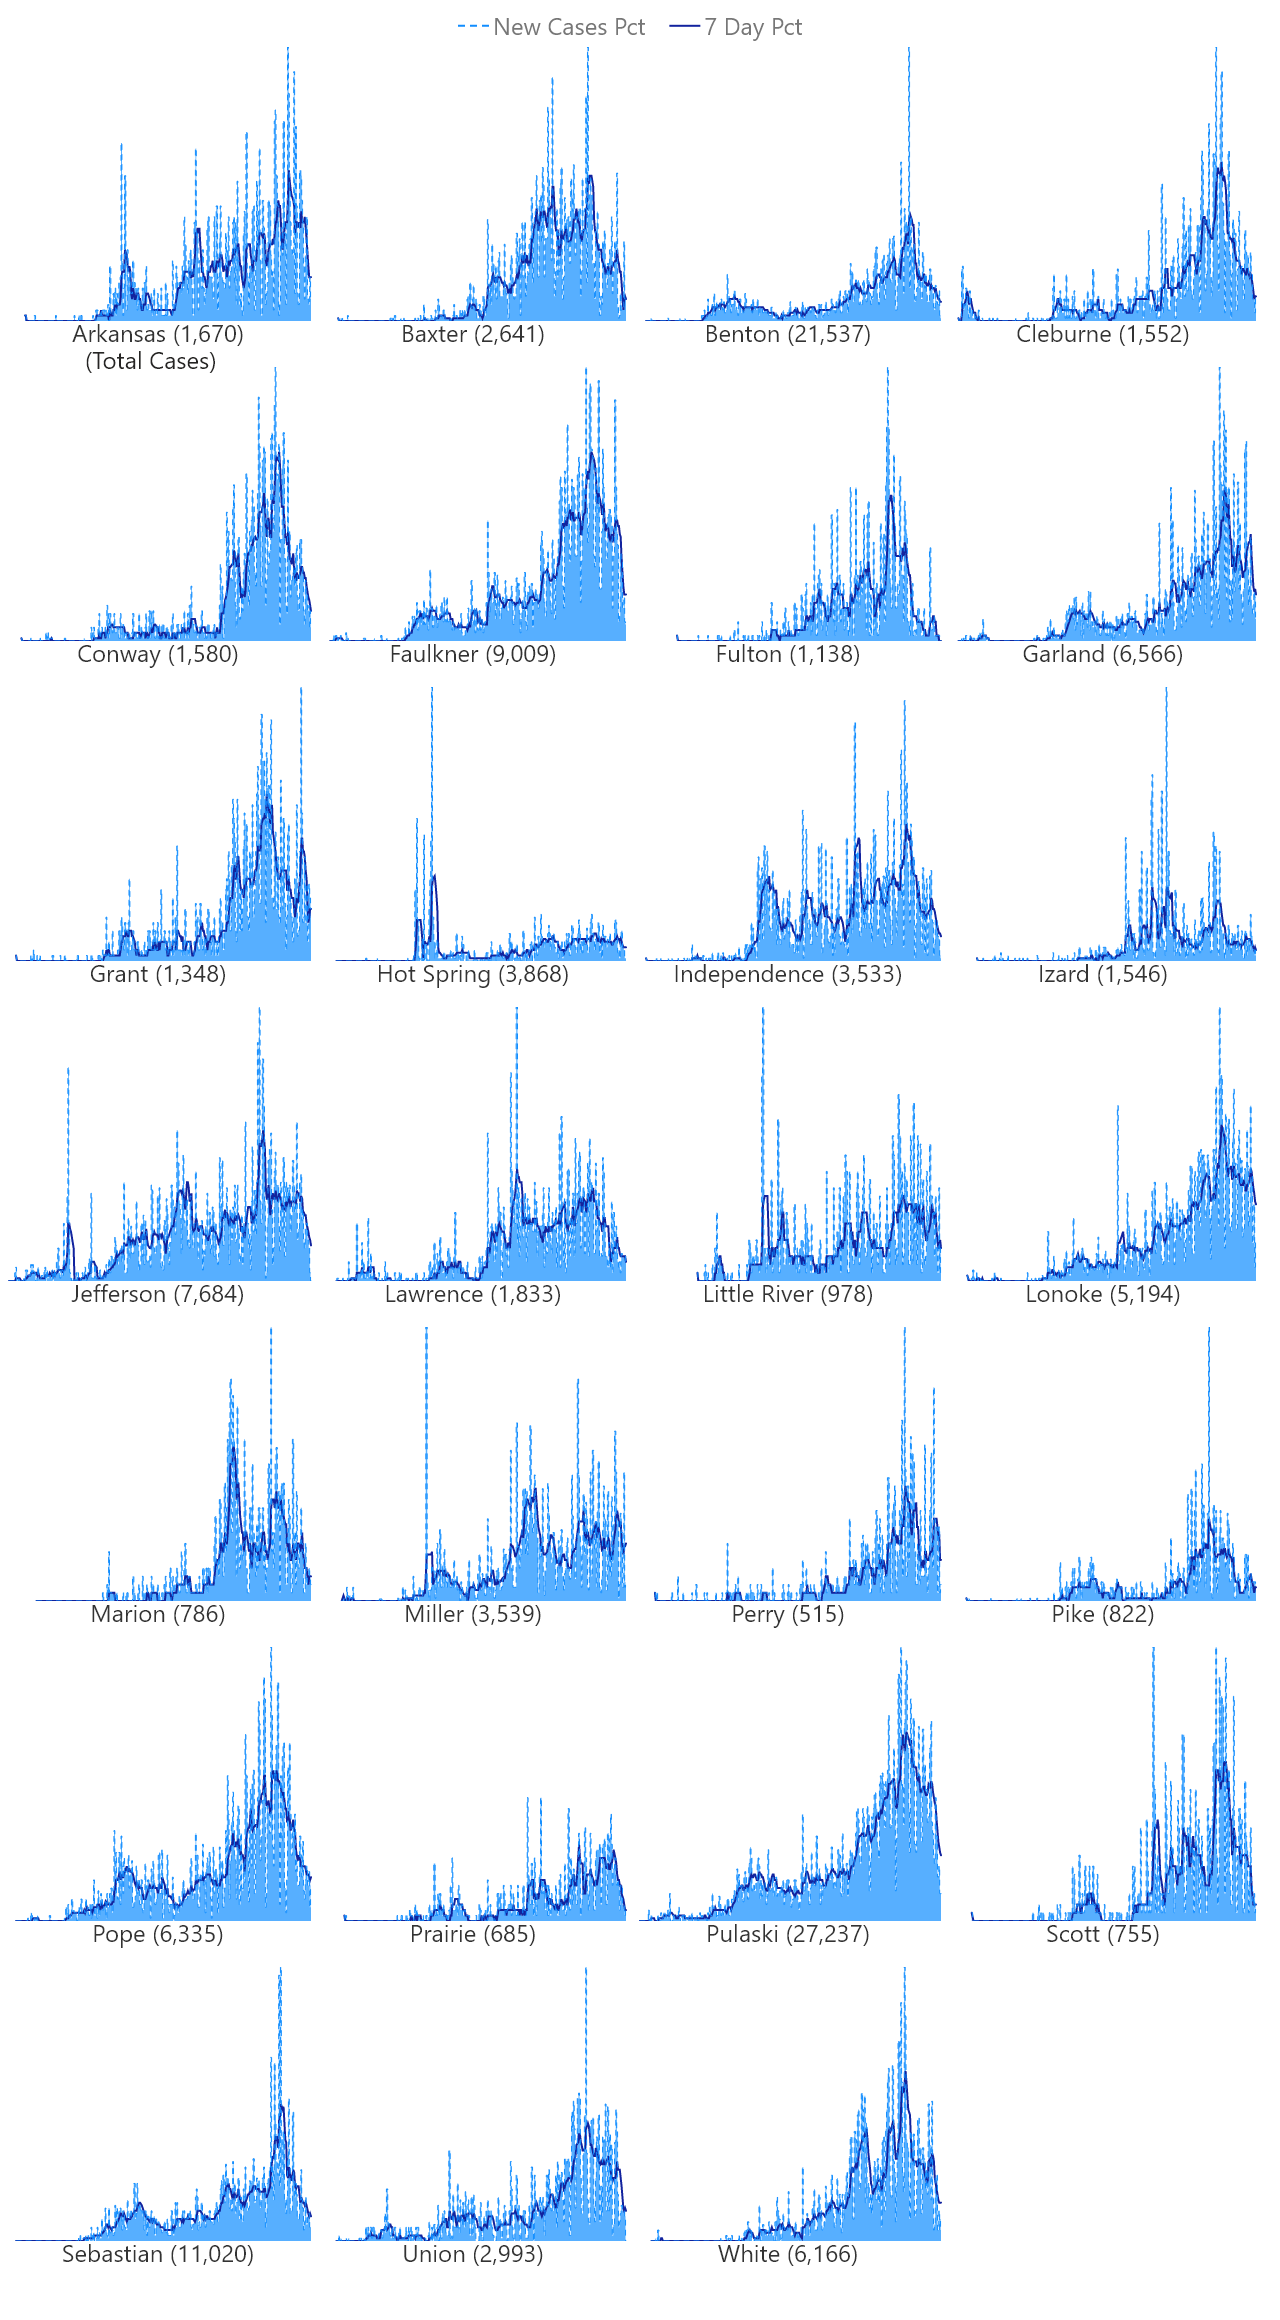 New Cases Pct 7 Day Pct
Arkansas (1,670) Baxter (2,641) Benton (21,537) Cleburne (1,552)
(Total Cases)
Conway (1,580) Faulkner (9,009) Fulton (1,138) Garland (6,566)
Grant (1,348) Hot Spring (3,868) Independence (3,533) Izard (1,546)
Jefferson (7,684) Lawrence (1,833) Little River (978) Lonoke (5,194)
Marion (786) Miller (3,539) Perry (515) Pike (822)
Pope (6,335) Prairie (685) Pulaski (27,237) Scott (755)
Sebastian (11,020) Union (2,993) White (6,166)